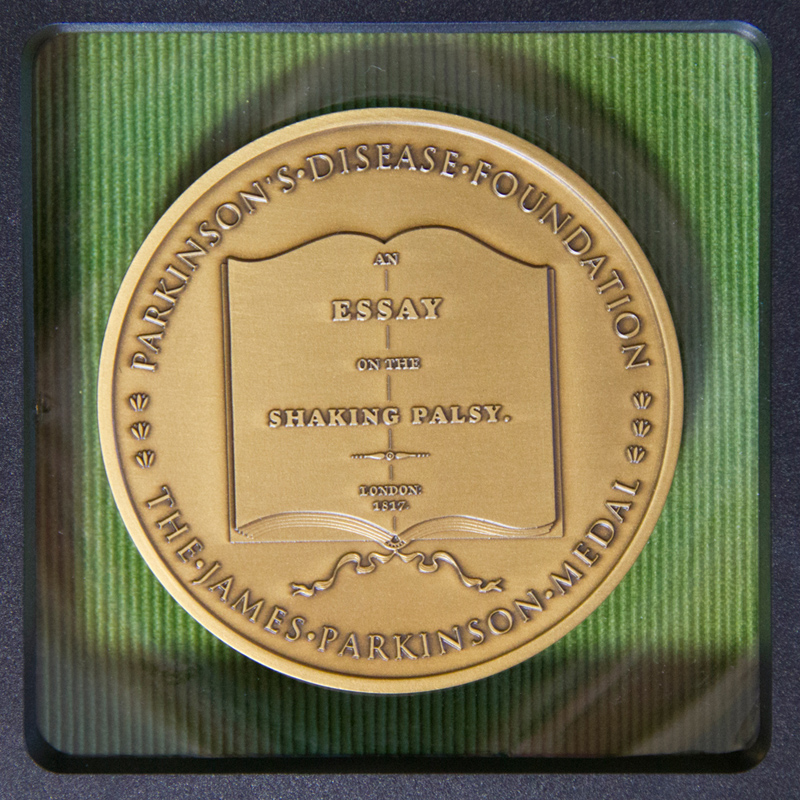 PARKINSON'S·DISEASE·FOUNDATION
AN
ESSAY
ON THE
SHAKING PALSY.
LONDON:
1817.
THE·JAMES·PARKINSON·MEDAL